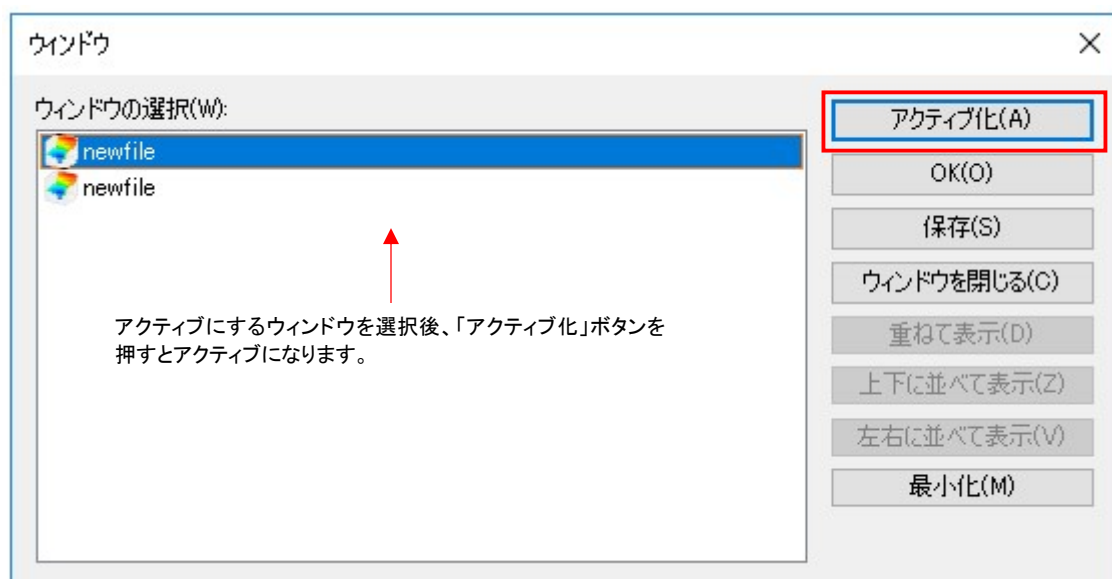 ウィンドウ
ウィンドウの選択(W):
newfile
newfile
アクティブにするウィンドウを選択後、「アクティブ化」ボタンを
押すとアクティブになります。
アクティブ化(A)
OK(O)
保存(S)
ウィンドウを閉じる(C)
重ねて表示(D)
上下に並べて表示(Z)
左右に並べて表示(V)
最小化(M)